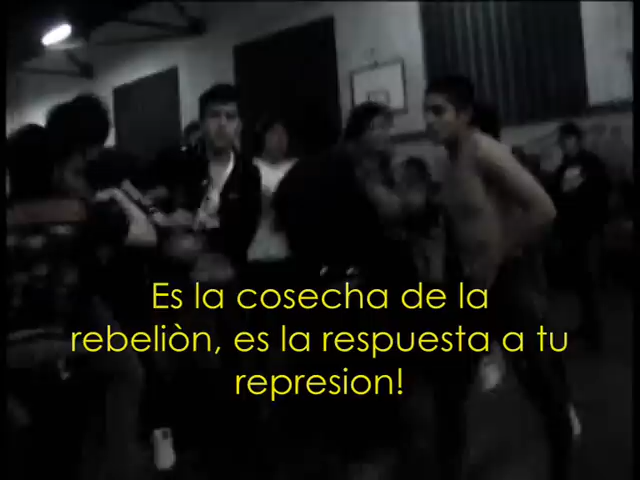 Es la cosecha de la
rebeliòn, es la respuesta a tu
represion!